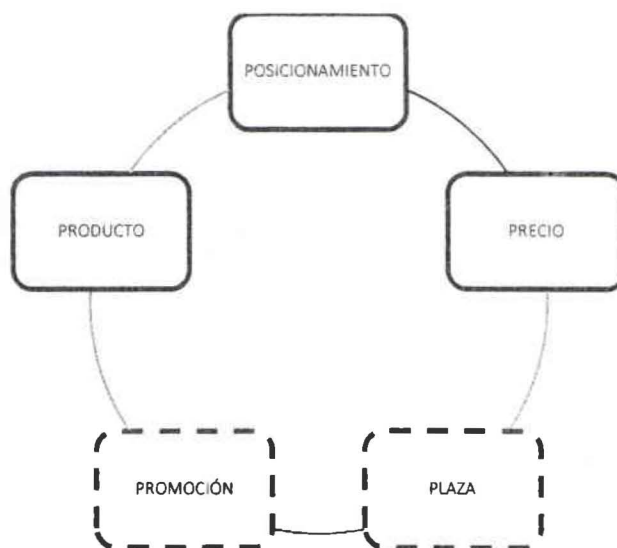 POSICIONAMIENTO
PRODUCTO
PRECIO
PROMOCIÓN
PLAZA